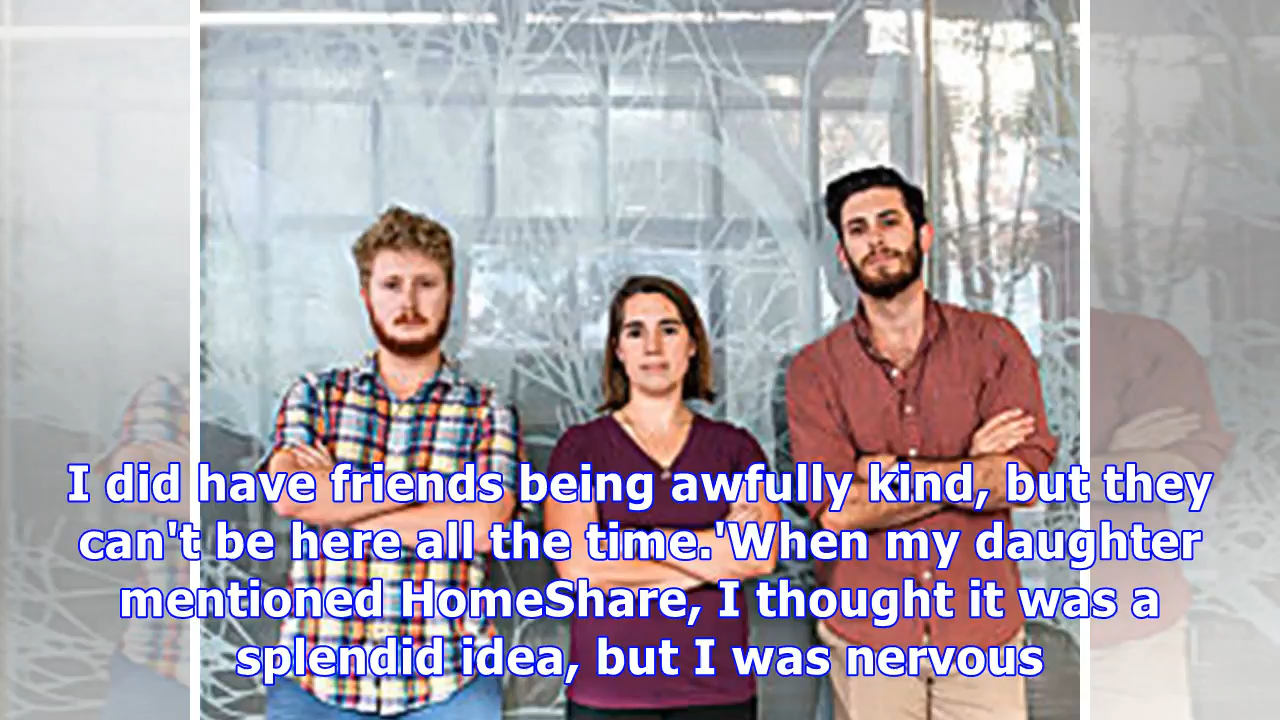 I did have friends being awfully kind, but they
can't be here all the time.'When my daughter
mentioned HomeShare, I thought it was a
splendid idea, but I was nervous